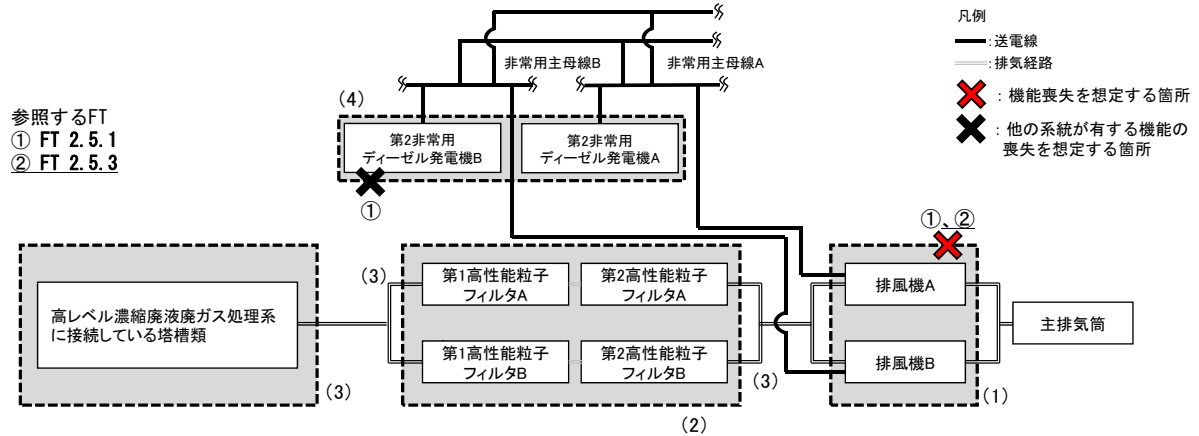 凡例
:送電線
:排気経路
:機能喪失を想定する箇所
:他の系統が有する機能の
喪失を想定する箇所
非常用主母線B
非常用主母線A
参照するFT
① FT 2.5.1
② FT 2.5.3
(4)
第2非常用
ディーゼル発電機B
第2非常用
ディーゼル発電機A
①
①、②
高レベル濃縮廃液廃ガス処理系
に接続している塔槽類
(3)
(3)
第1高性能粒子
フィルタA
第2高性能粒子
フィルタA
第1高性能粒子
フィルタB
第2高性能粒子
フィルタB
(3)
(2)
排風機A
排風機B
(1)
主排気筒